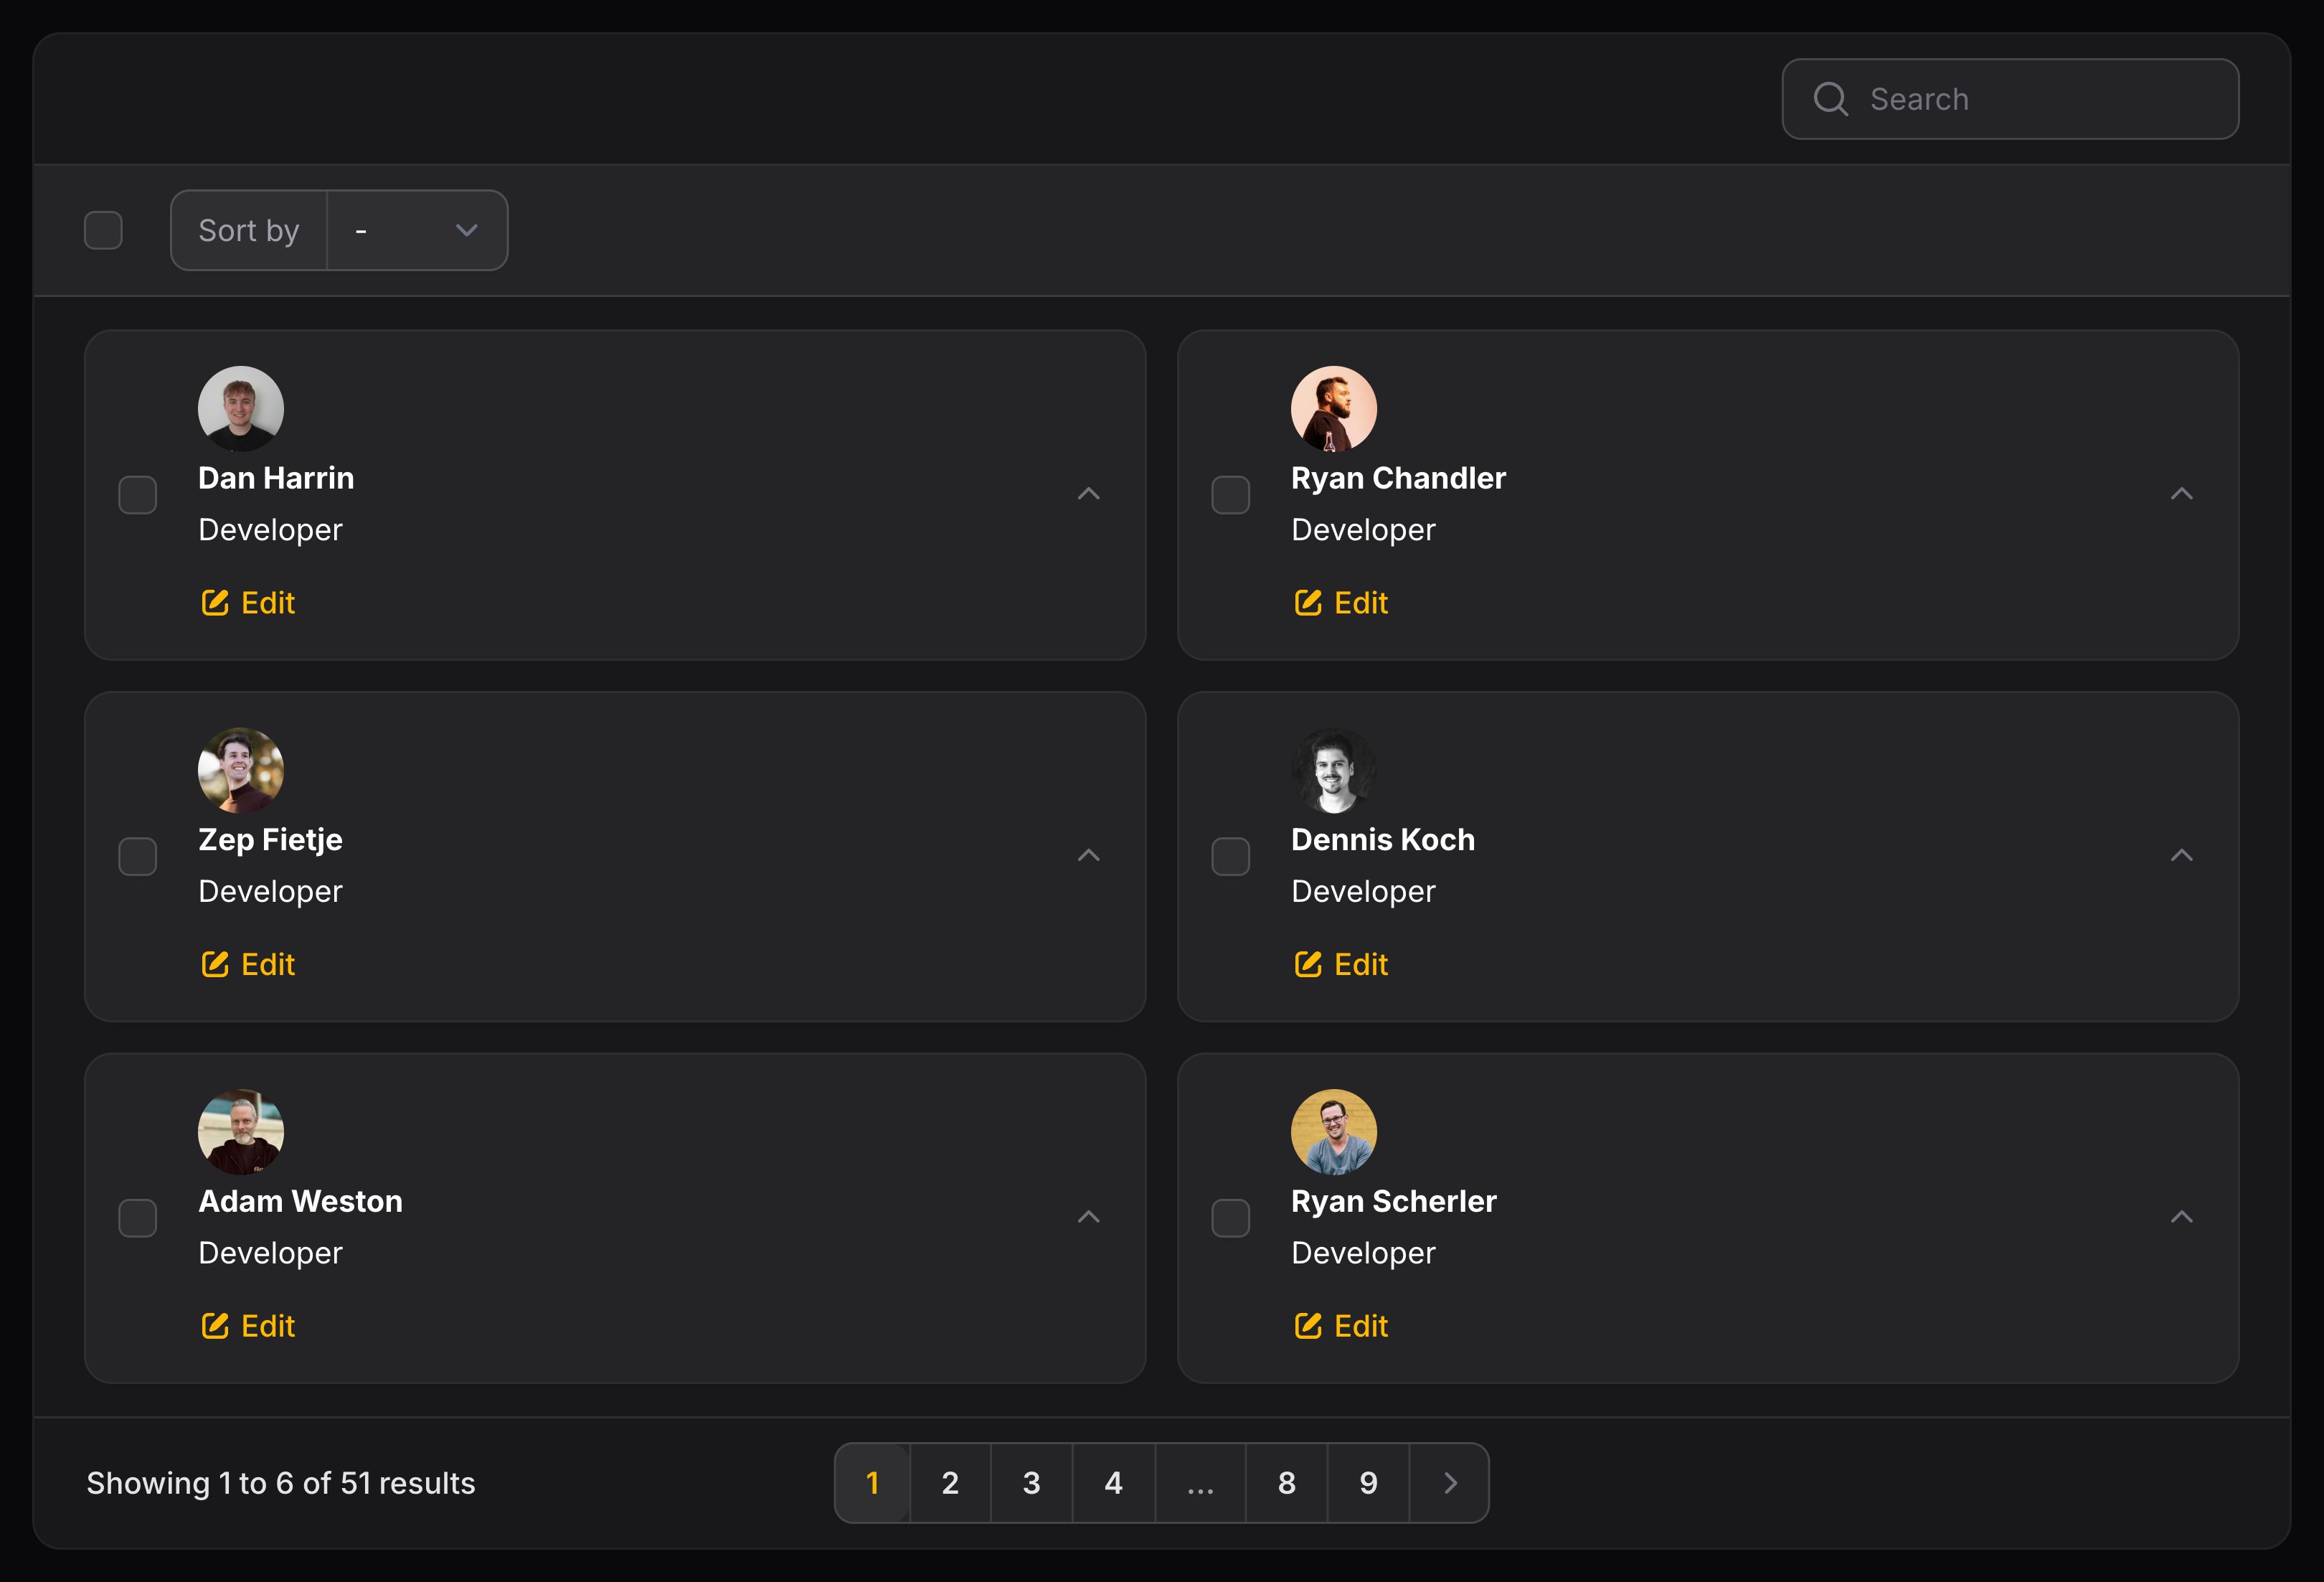 Search
Sort by -
Dan Harrin
Developer
Edit
Ryan Chandler
Developer
Edit
Zep Fietje
Developer
Edit
Dennis Koch
Developer
Edit
Adam Weston
Developer
Edit
Ryan Scherler
Developer
Edit
Showing 1 to 6 of 51 results
1 2 3 4 ... 8 9